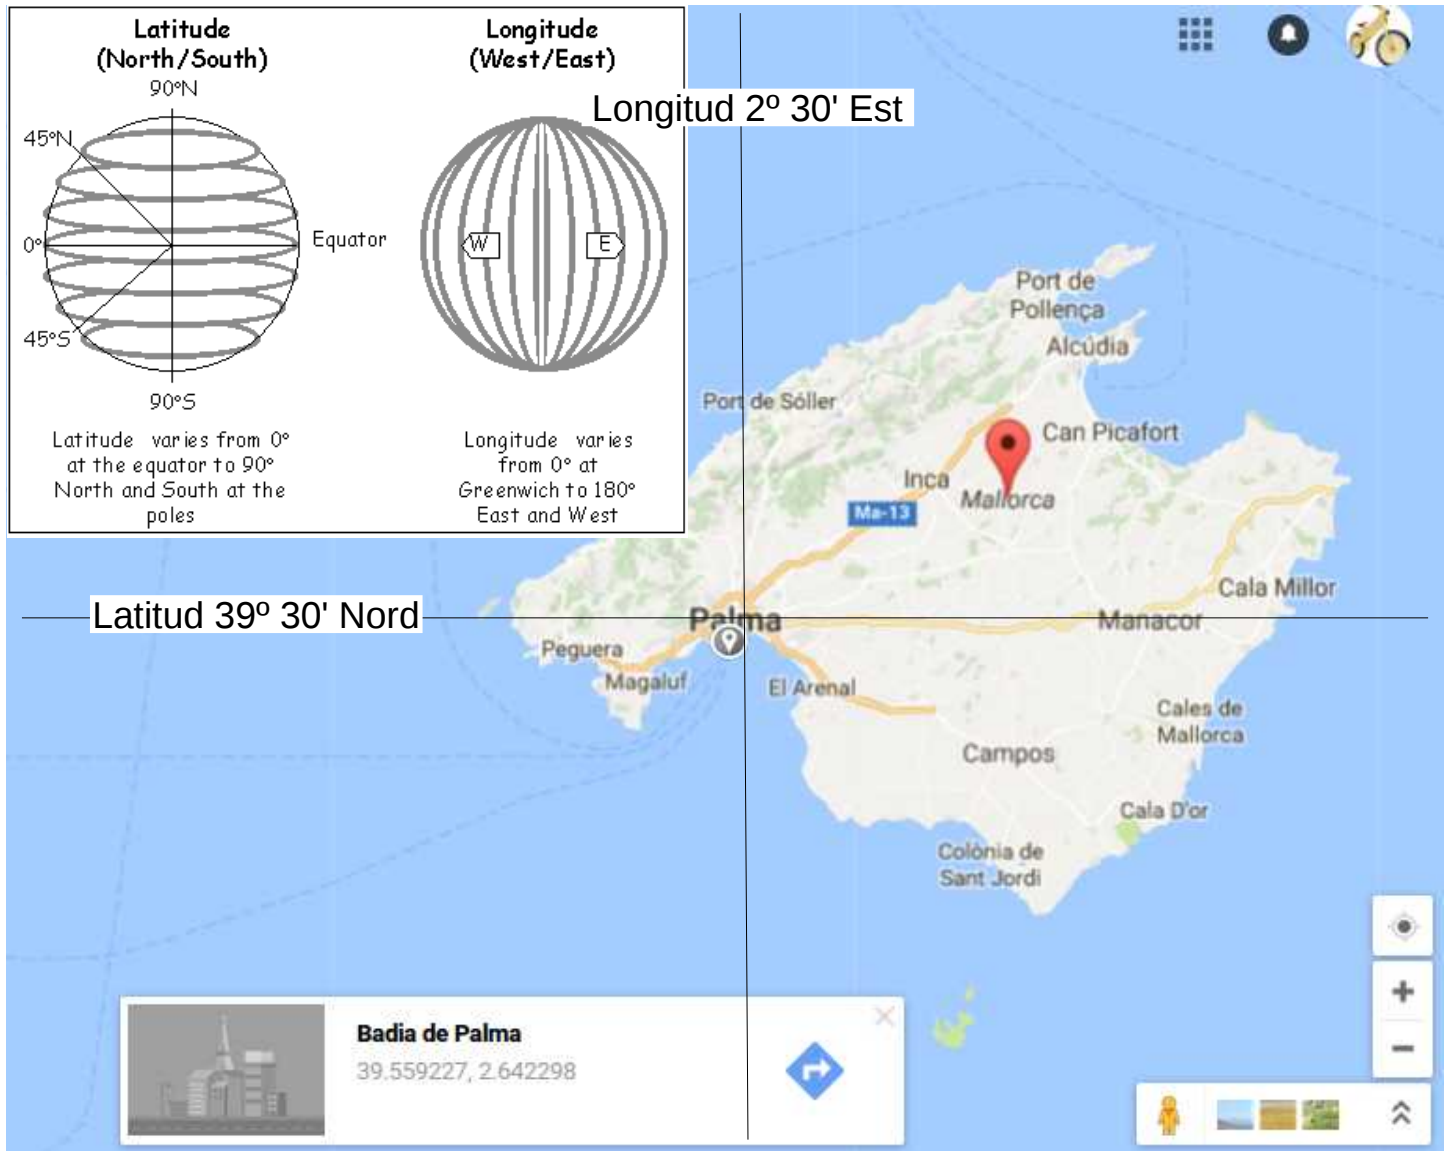 Latitude
(North/South)
90°N
45°N
0°
Equator
45°S
90°S
Latitude varies from 0°
at the equator to 90°
North and South at the
poles
Longitude
(West/East)
W
E
Longitude varies
from 0° at
Greenwich to 180°
East and West
Longitud 2º 30' Est
Port de
Pollença
Alcúdia
Port de Sóller
Can Picafort
Inca
Mallorca
Ma-13
Cala Millor
Latitud 39º 30' Nord
Palma
Manacor
Peguera
Magaluf
El Arenal
Cales de
Mallorca
Campos
Cala D'or
Colònia de
Sant Jordi
Badia de Palma
39.559227, 2.642298